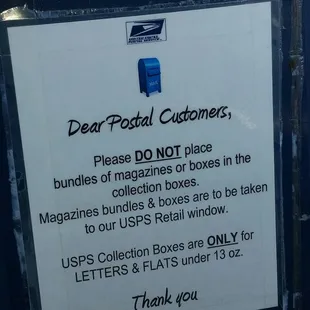 Dear Postal Customers,
Please DO NOT place
bundles of magazines or boxes in the
collection boxes.
Magazines bundles & boxes are to be taken
to our USPS Retail window.
USPS Collection Boxes are ONLY for
LETTERS & FLATS under 13 oz.
Thank you